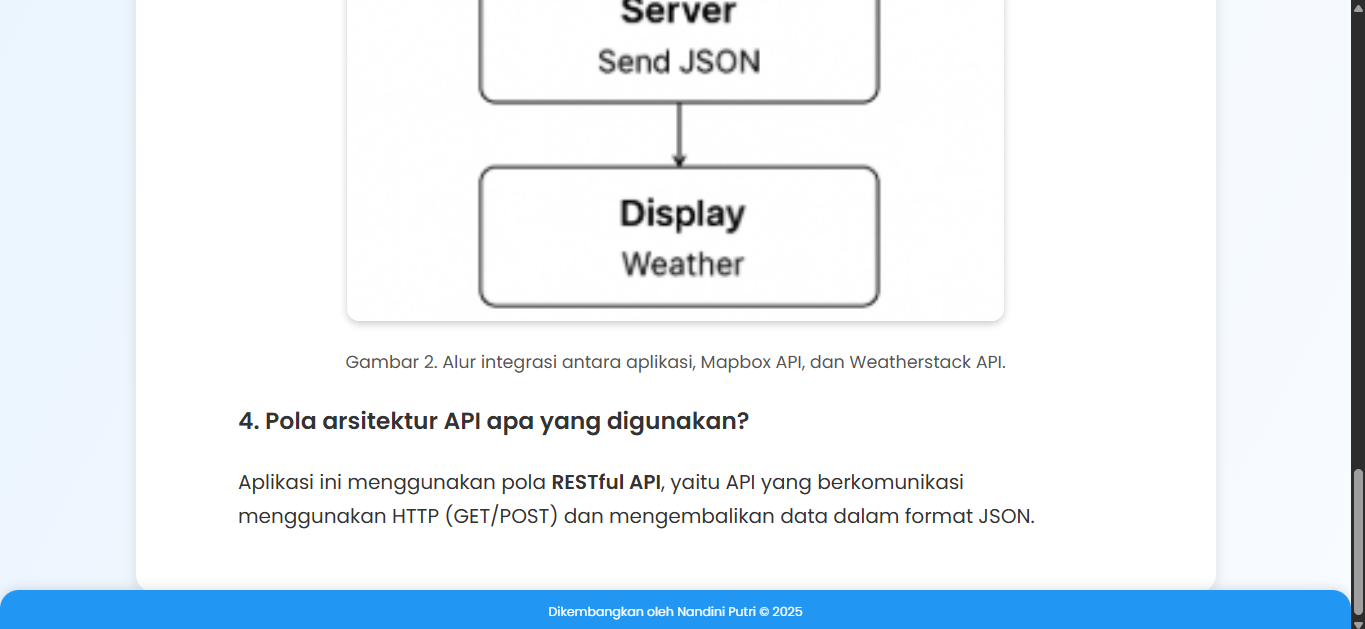 Server
Send JSON
Display
Weather
Gambar 2. Alur integrasi antara aplikasi, Mapbox API, dan Weatherstack API.
4. Pola arsitektur API apa yang digunakan?
Aplikasi ini menggunakan pola RESTful API, yaitu API yang berkomunikasi
menggunakan HTTP (GET/POST) dan mengembalikan data dalam format JSON.
Dikembangkan oleh Nandini Putri © 2025